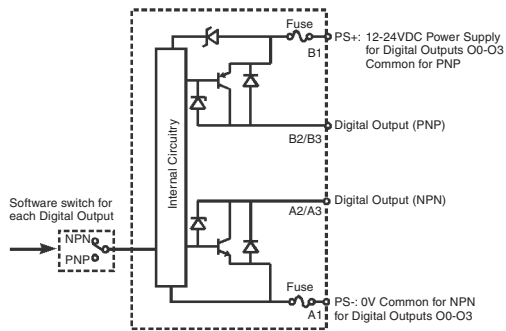 Fuse
B1
PS+: 12-24VDC Power Supply
for Digital Outputs O0-O3
Common for PNP
Internal Circuitry
B2/B3
Digital Output (PNP)
Digital Output (NPN)
A2/A3
Software switch for
each Digital Output
NPN
PNP
Fuse
A1
PS-: 0V Common for NPN
for Digital Outputs O0-O3